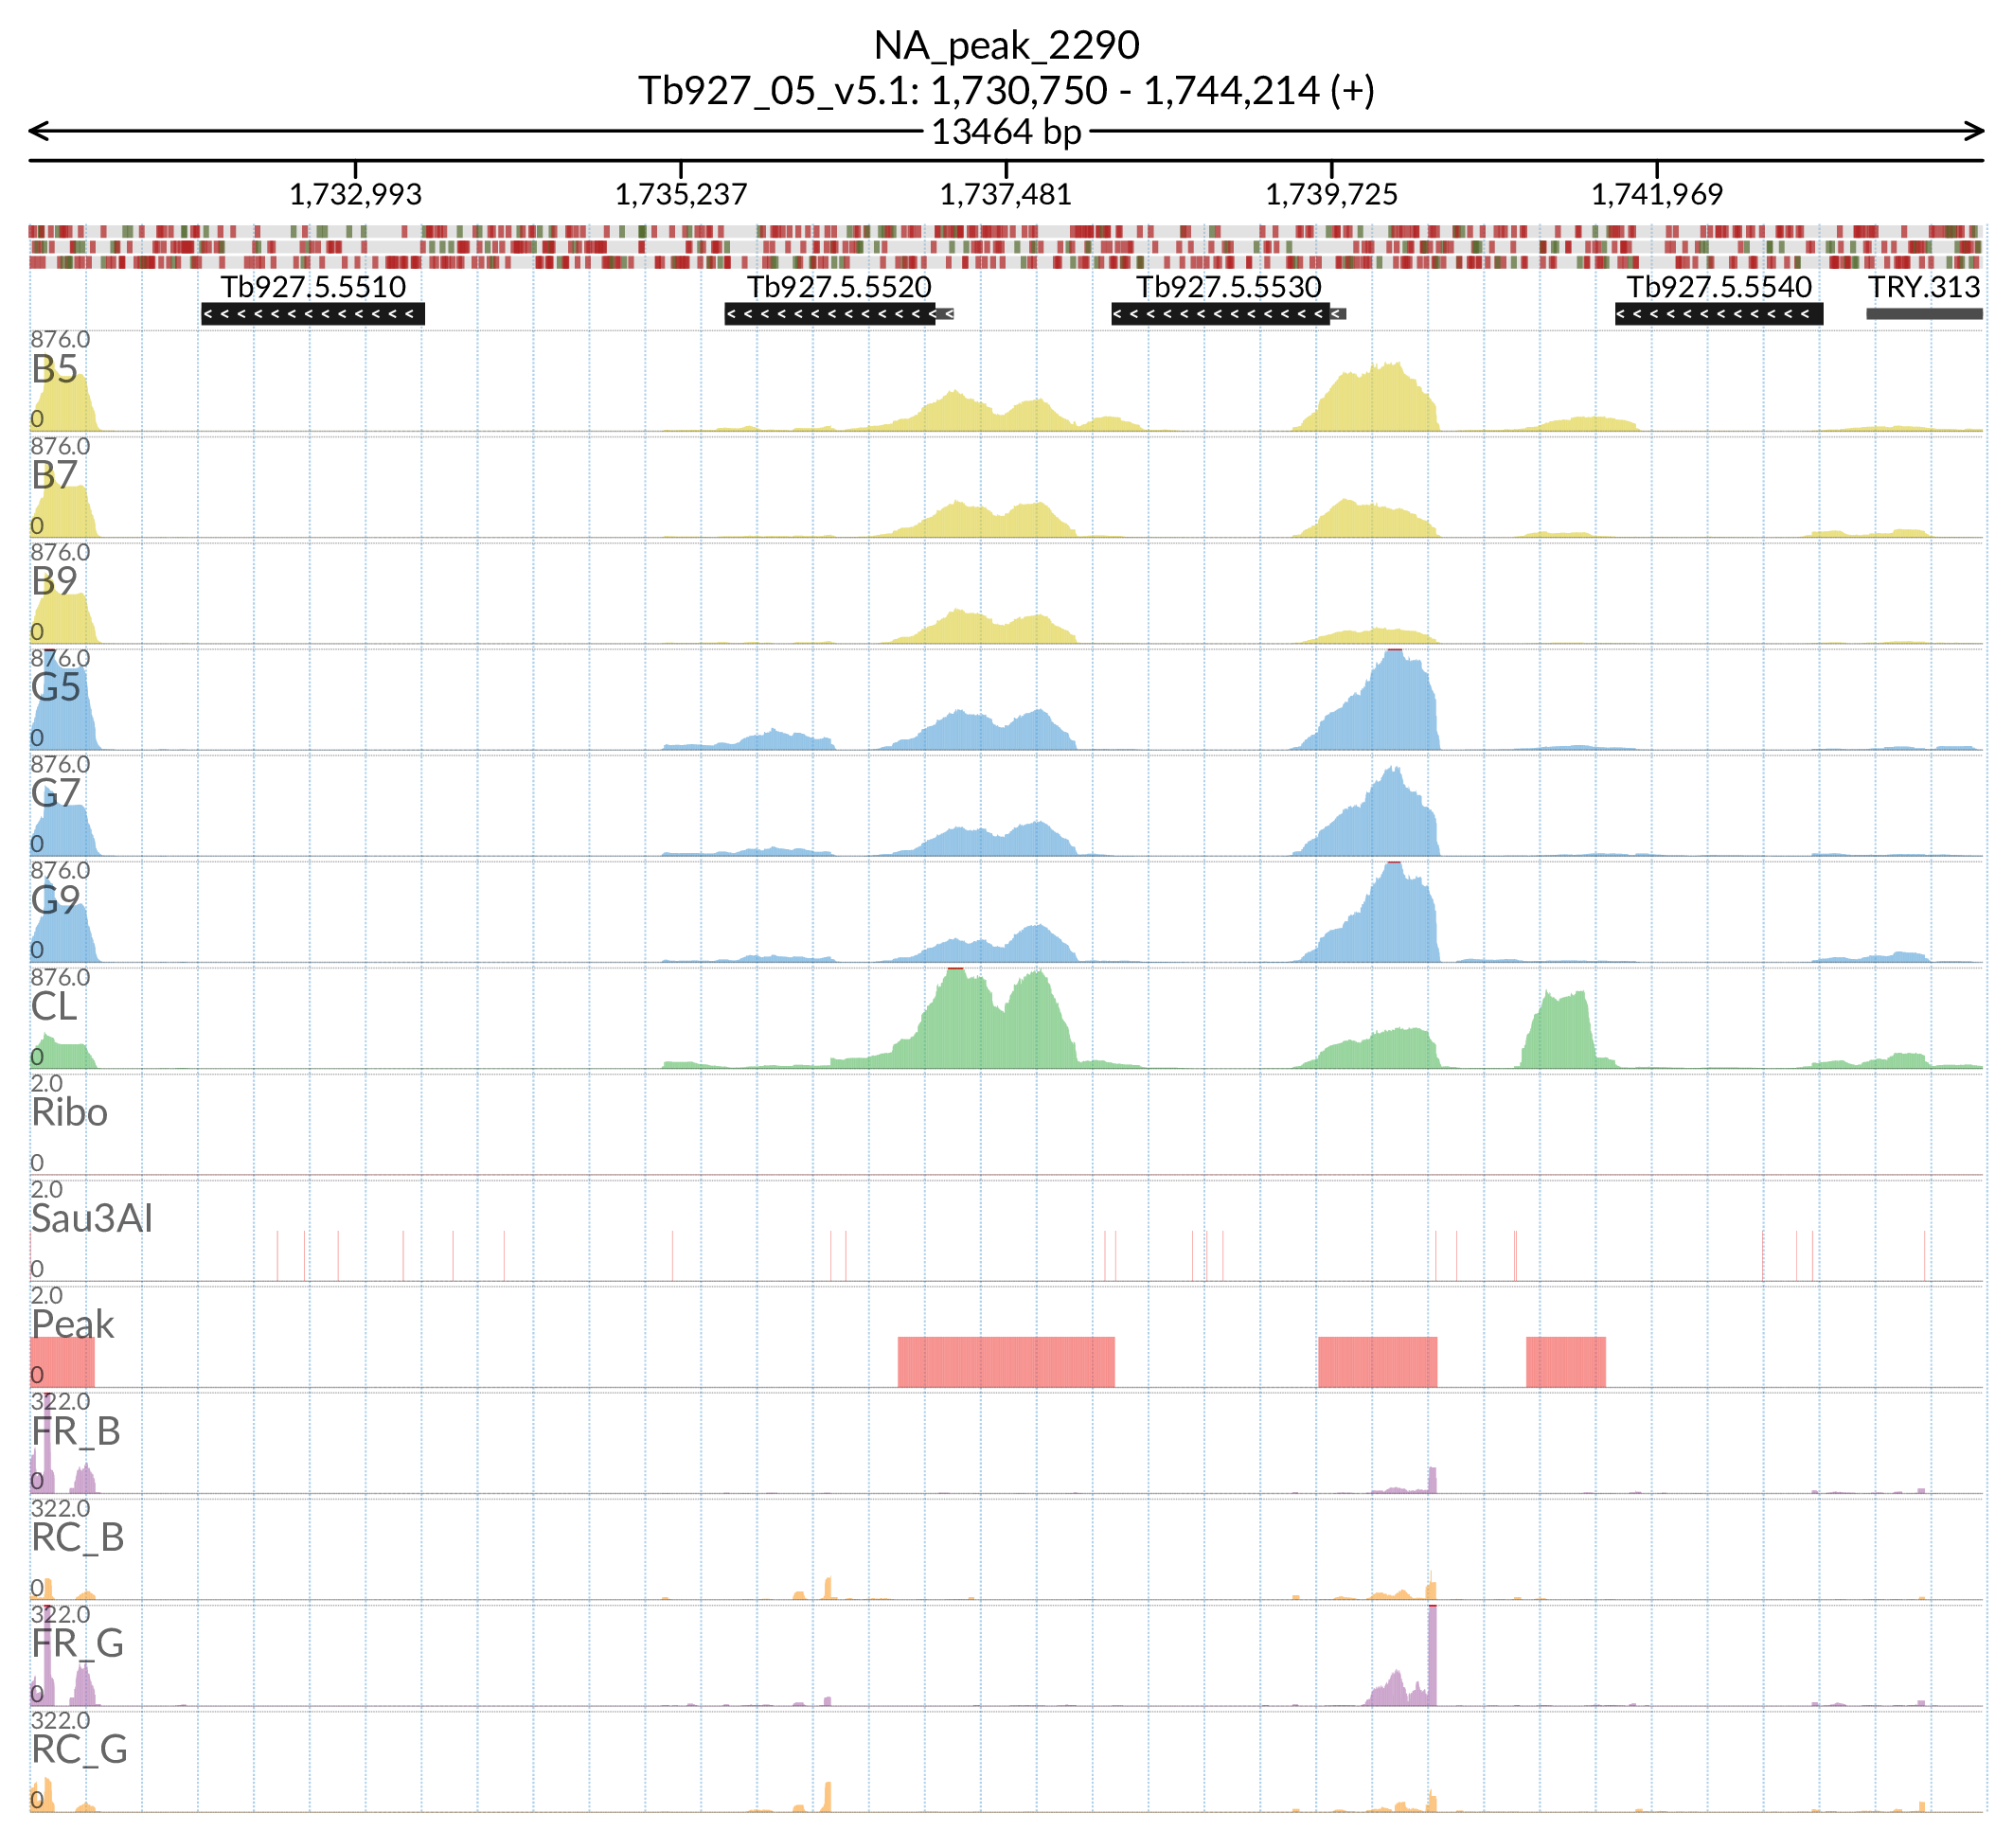 NA_peak_2290
Tb927_05_v5.1: 1,730,750 - 1,744,214 (+)
13464 bp
1,732,993 1,735,237 1,737,481 1,739,725 1,741,969
Tb927.5.5510 Tb927.5.5520 Tb927.5.5530 Tb927.5.5540 TRY.313
876.0
B5
0
876.0
B7
0
876.0
B9
0
876.0
G5
0
876.0
G7
0
876.0
G9
0
876.0
CL
0
2.0
Ribo
0
2.0
Sau3AI
0
2.0
Peak
0
322.0
FR_B
0
322.0
RC_B
0
322.0
FR_G
0
322.0
RC_G
0